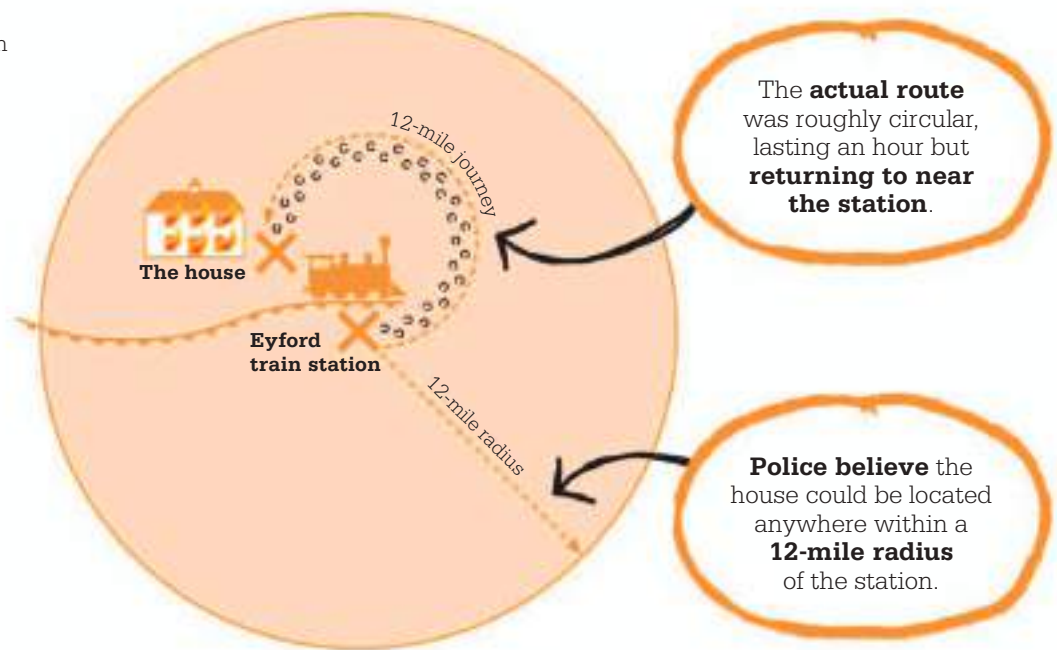 12-mile journey
The house
Eyford
train station
12-mile radius
The actual route
was roughly circular,
lasting an hour but
returning to near
the station.
Police believe the
house could be located
anywhere within a
12-mile radius
of the station.